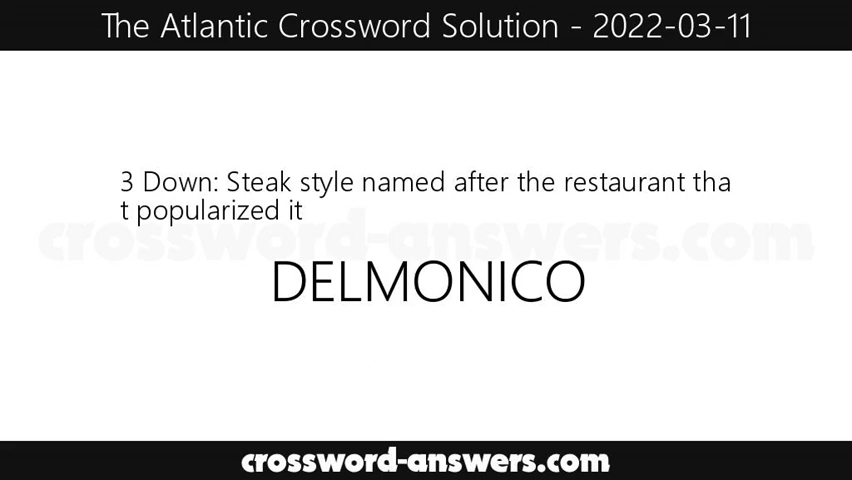 The Atlantic Crossword Solution - 2022-03-11
3 Down: Steak style named after the restaurant tha
t popularized it
crossword-answers.com
DELMONICO
crossword-answers.com